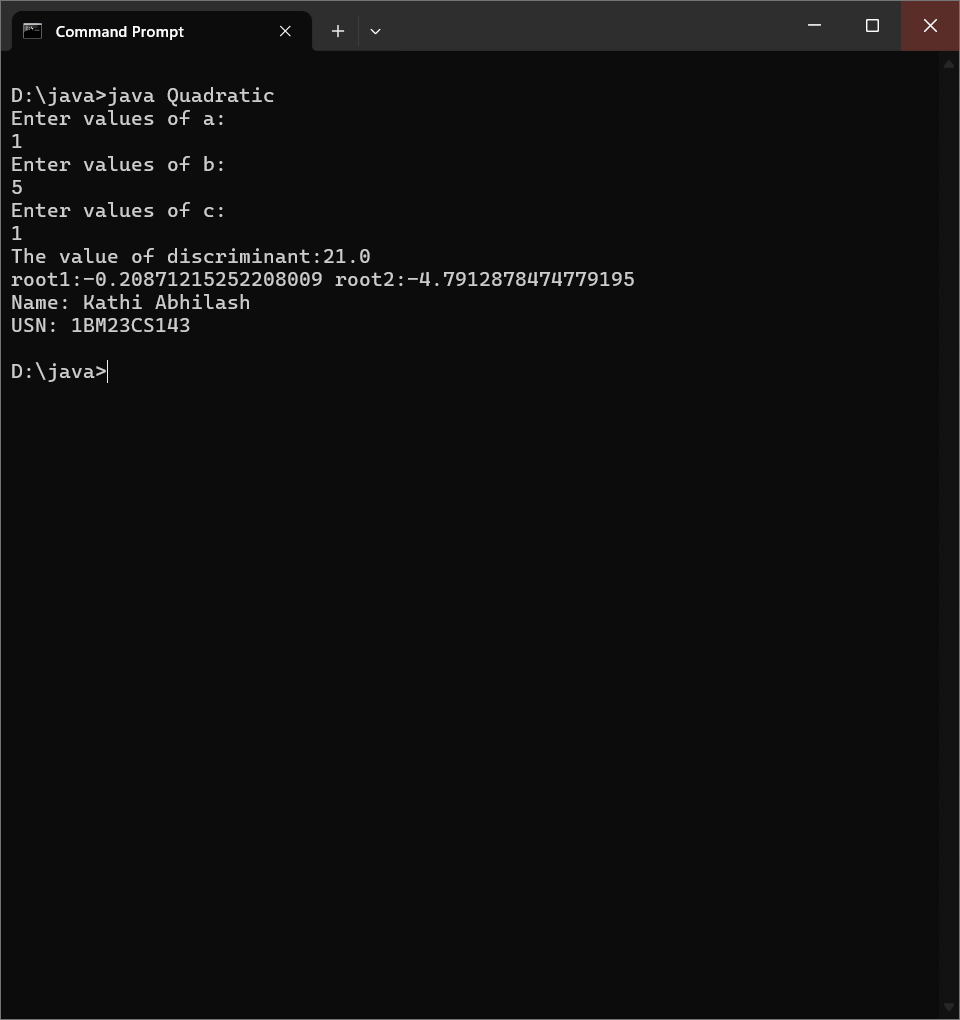 Command Prompt
D:\java>java Quadratic
Enter values of a:
1
Enter values of b:
5
Enter values of c:
1
The value of discriminant:21.0
root1:-0.20871215252208009 root2:-4.7912878474779195
Name: Kathi Abhilash
USN: 1BM23CS143
D:\java>